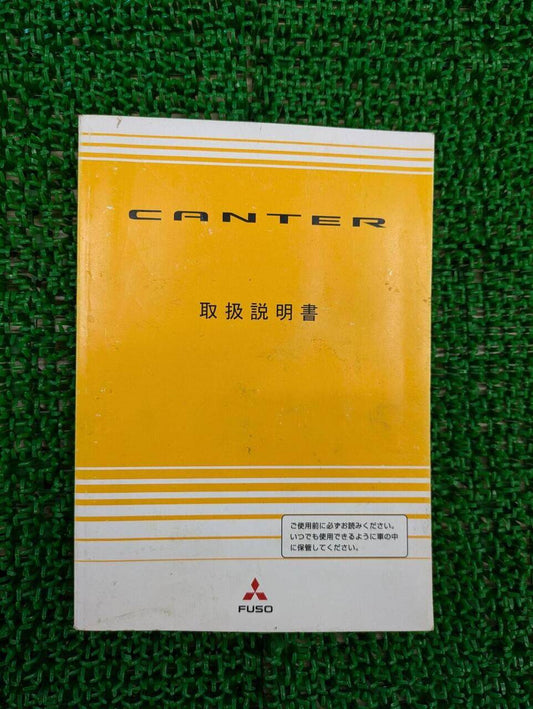 CANTER
取扱説明書
ご使用前に必ずお読みください。
いつでも使用できるように車の中
に保管してください。
FUSO